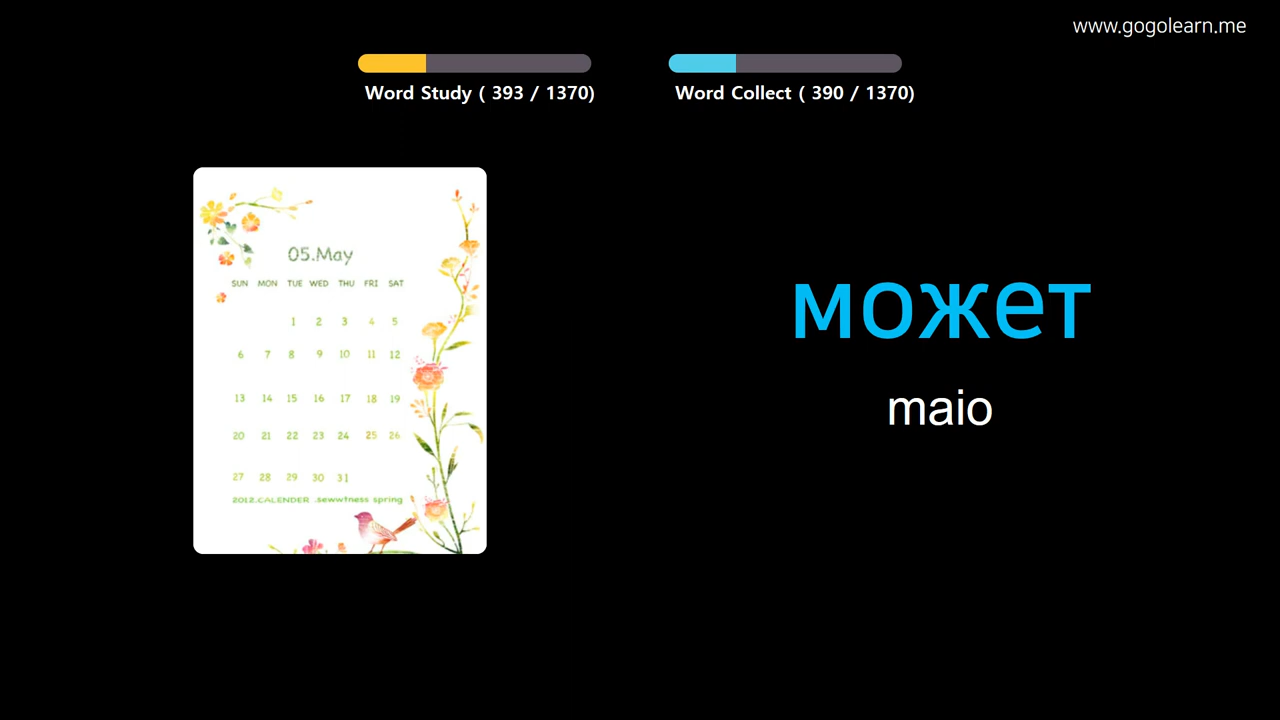 www.gogolearn.me
Word Study ( 393 / 1370)
Word Collect ( 390 / 1370)
05.May
SUN MON TUE WED THU FRI SAT
1 2 3 4 5
6 7 8 9 10 11 12
13 14 15 16 17 18 19
20 21 22 23 24 25 26
27 28 29 30 31
2012.CALENDER .sewwtness spring
может
maio